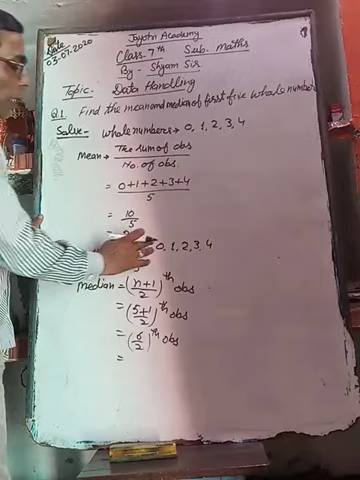 Jayoti Academy
Date
03-07-2020
Class. 7th Sub. Maths
By:- Shyam Sir
Topic- Data Handling
Q.1 Find the mean and median of first five whole number
Solve- whole numbers → 0, 1, 2, 3, 4
Mean → The sum of obs
No. of obs.
= 0+1+2+3+4
5
= 10
5
=
0, 1, 2, 3, 4
Median = (n+1/2)th obs
= (5+1/2)th obs
= (6/2)th obs
=